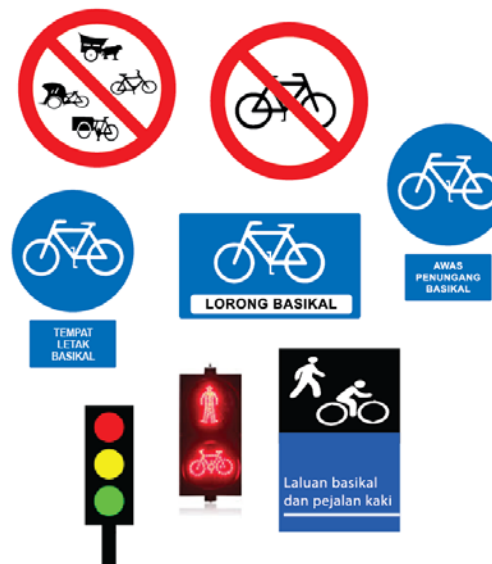 AWAS
PENUNGANG
BASIKAL
LORONG BASIKAL
TEMPAT
LETAK
BASIKAL
Laluan basikal
dan pejalan kaki